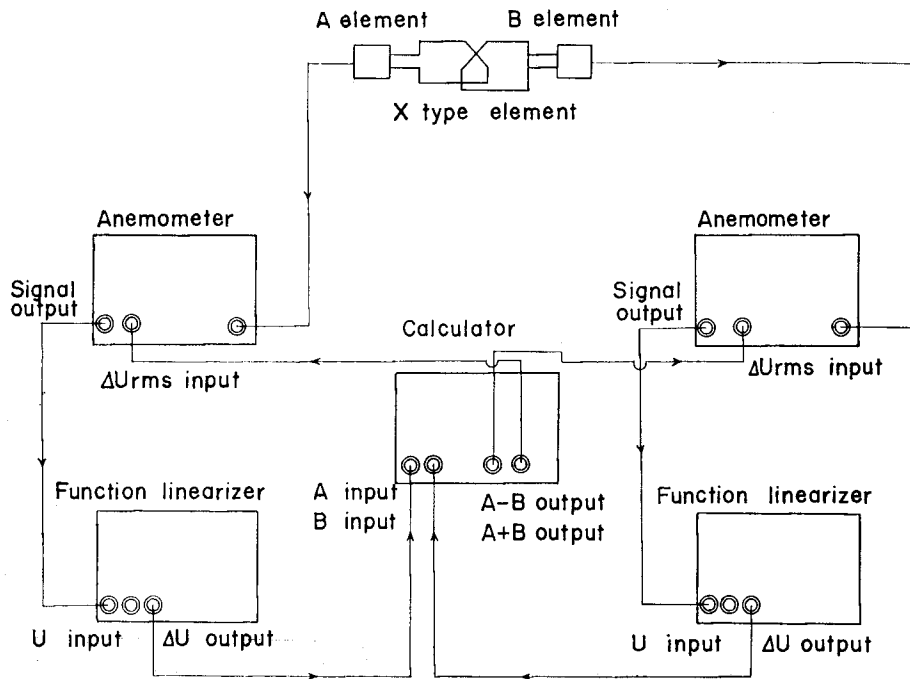 A element
B element
X type element
Anemometer
Anemometer
Signal
output
Signal
output
Calculator
ΔUrms input
ΔUrms input
Function linearizer
A input
B input
A-B output
A+B output
Function linearizer
U input
ΔU output
U input
ΔU output